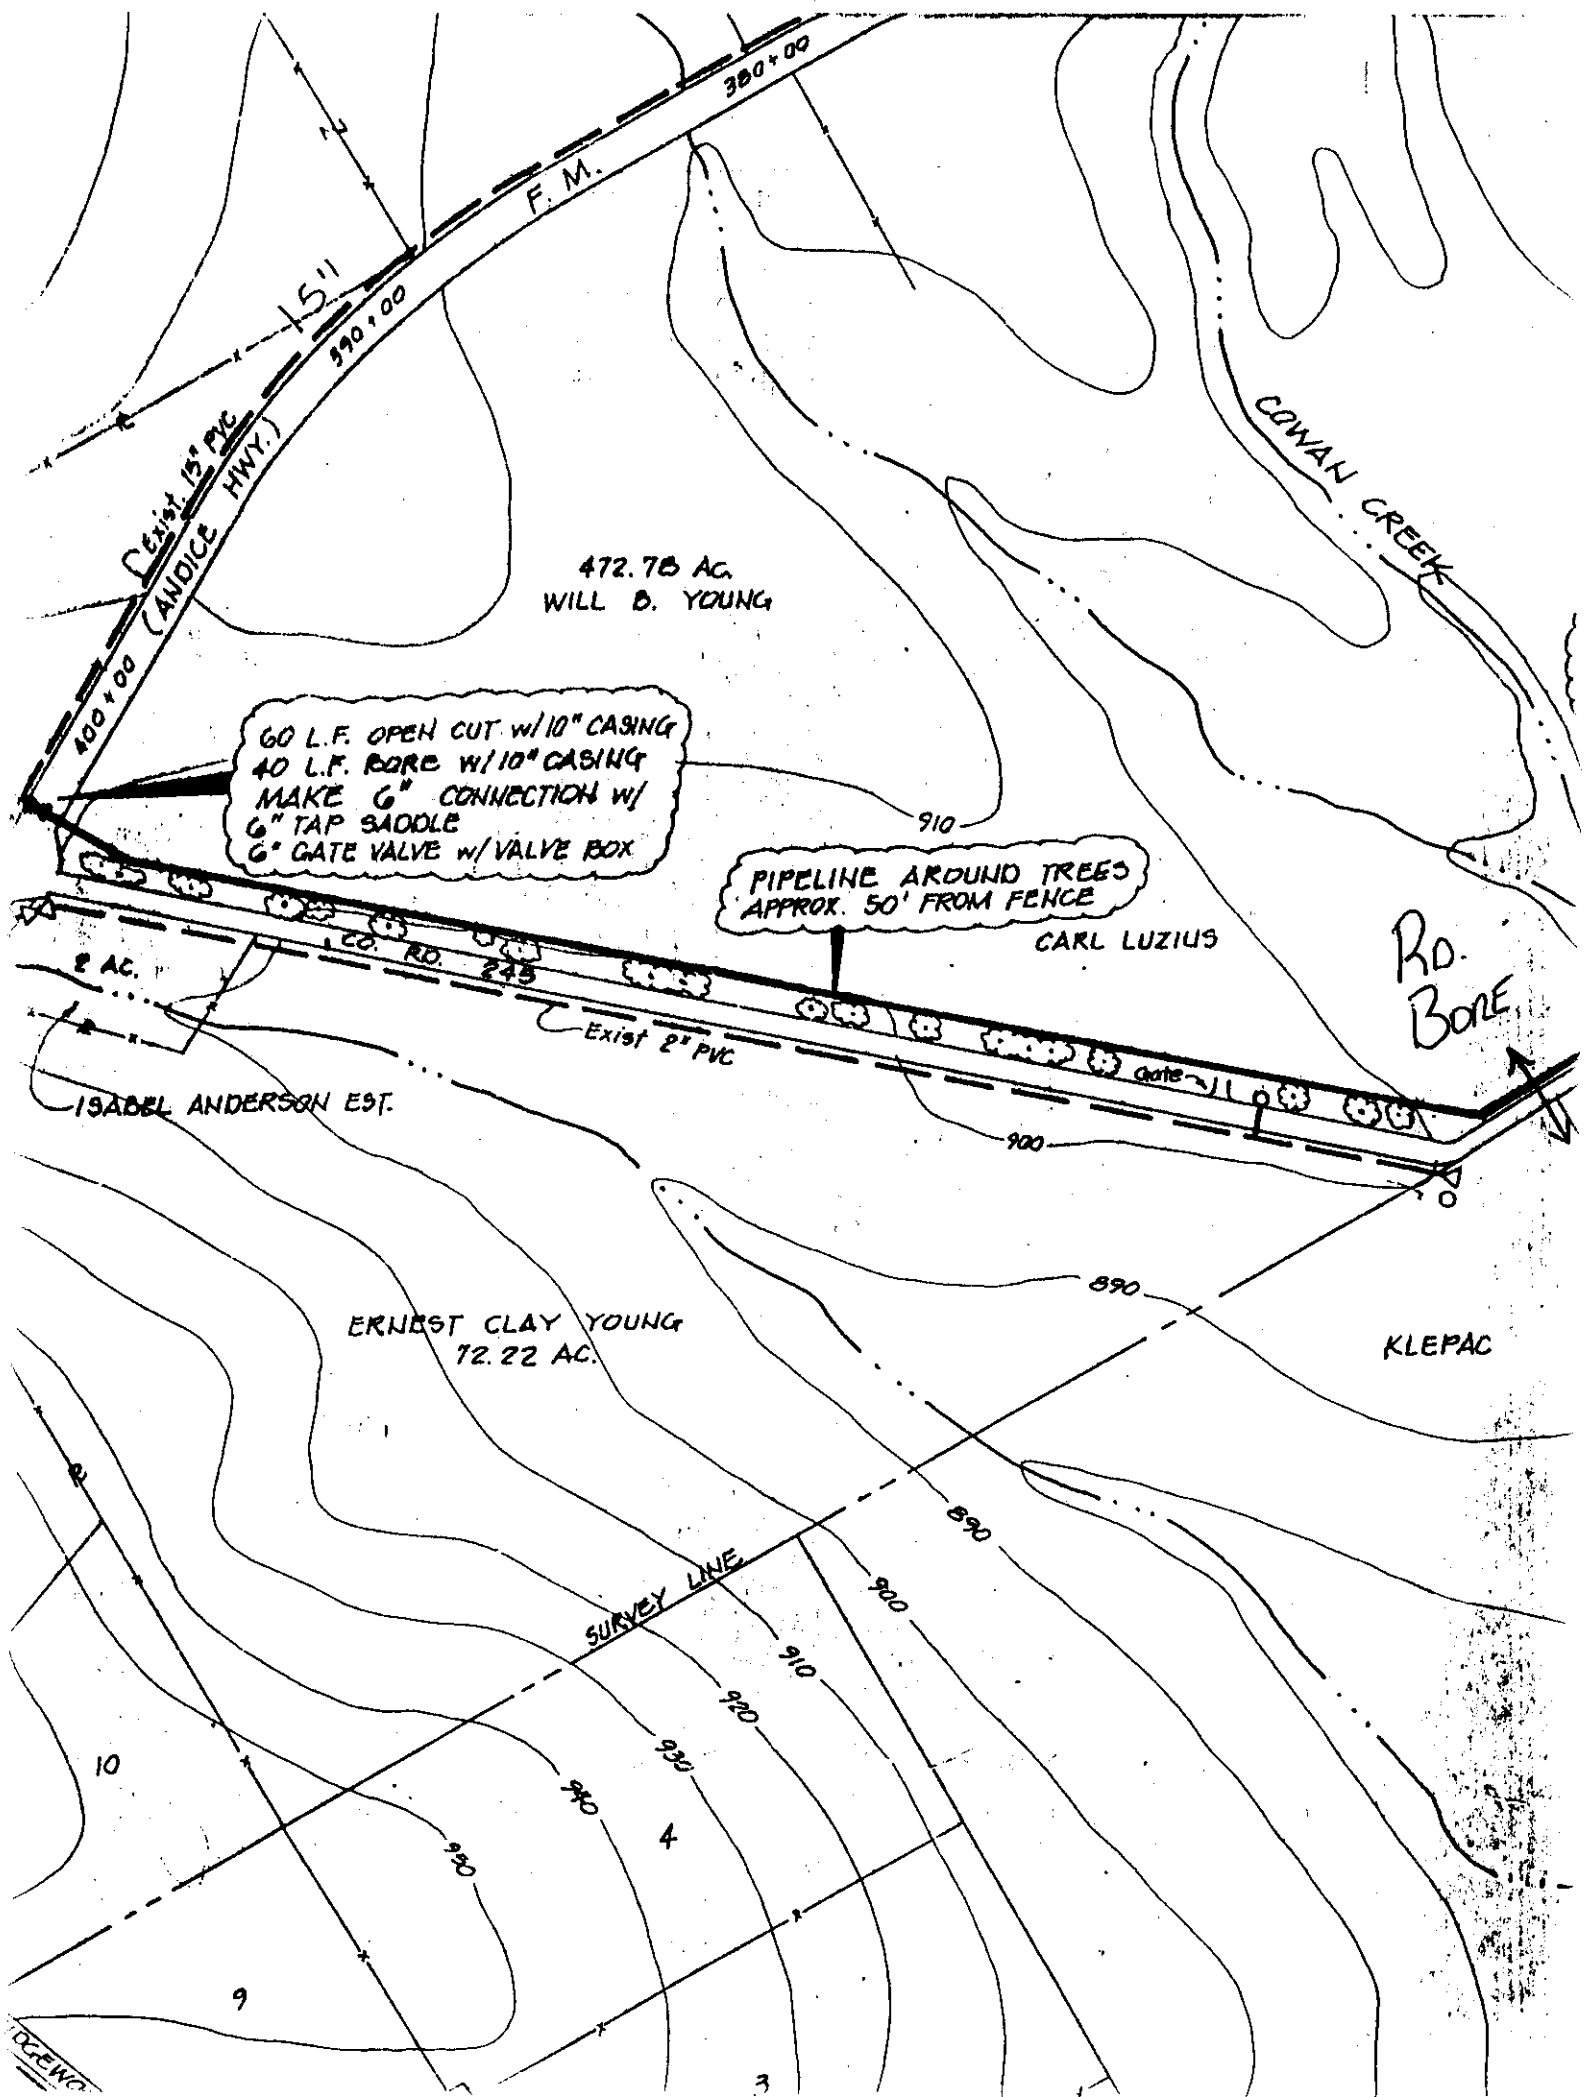 380+00
F. M.
15"
390+00
Exist. 15" PVC
(ANDICE HWY.)
400+00
COWAN CREEK
472.78 AC.
WILL B. YOUNG
60 L.F. OPEN CUT w/10" CASING
40 L.F. BORE W/10" CASING
MAKE 6" CONNECTION W/
6" TAP SADDLE
6" GATE VALVE w/VALVE BOX
910
PIPELINE AROUND TREES
APPROX. 50' FROM FENCE
CARL LUZIUS
RD.
BORE
CO. RD. 245
2 AC.
Exist 2" PVC
Gate
ISABEL ANDERSON EST.
900
890
ERNEST CLAY YOUNG
72.22 AC.
KLEPAC
890
SURVEY LINE
900
910
920
930
940
950
10
4
9
3
DGEWO